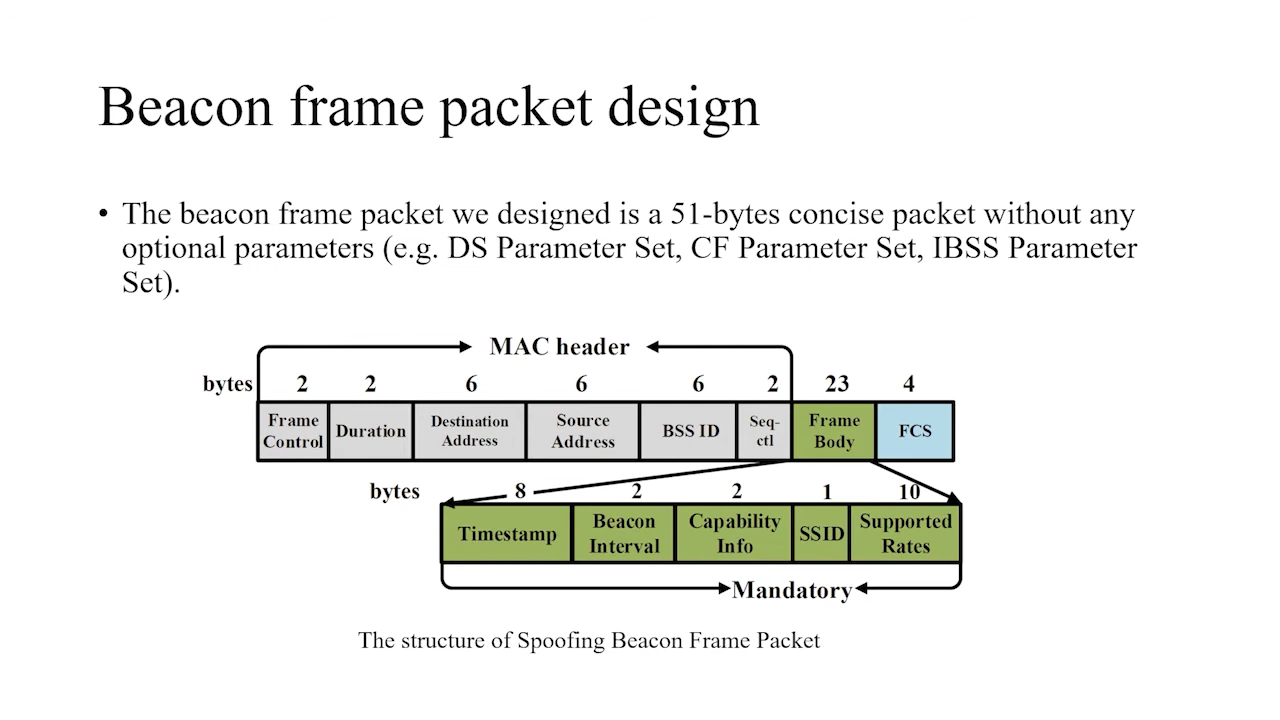 Beacon frame packet design
• The beacon frame packet we designed is a 51-bytes concise packet without any
optional parameters (e.g. DS Parameter Set, CF Parameter Set, IBSS Parameter
Set).
MAC header
bytes 2 2 6 6 6 2 23 4
Frame Control Duration Destination Address Source Address BSS ID Seq-ctl Frame Body FCS
bytes 8 2 2 1 10
Timestamp Beacon Interval Capability Info SSID Supported Rates
Mandatory
The structure of Spoofing Beacon Frame Packet